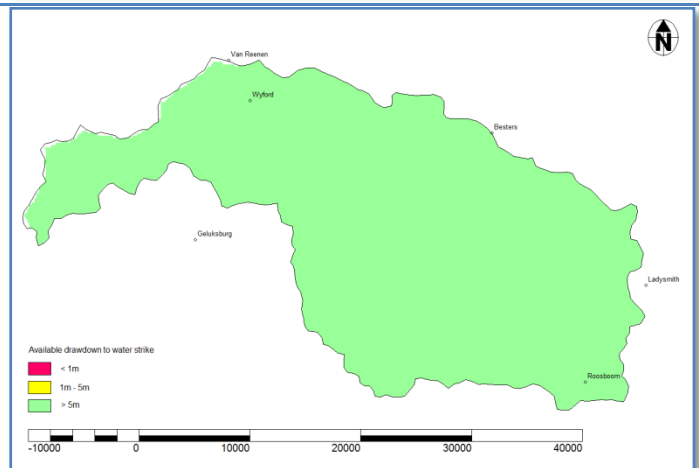 N
Van Reenen
Wyford
Besters
Geluksburg
Ladysmith
Available drawdown to water strike
< 1m
1m - 5m
> 5m
Roosboom
-10000 0 10000 20000 30000 40000